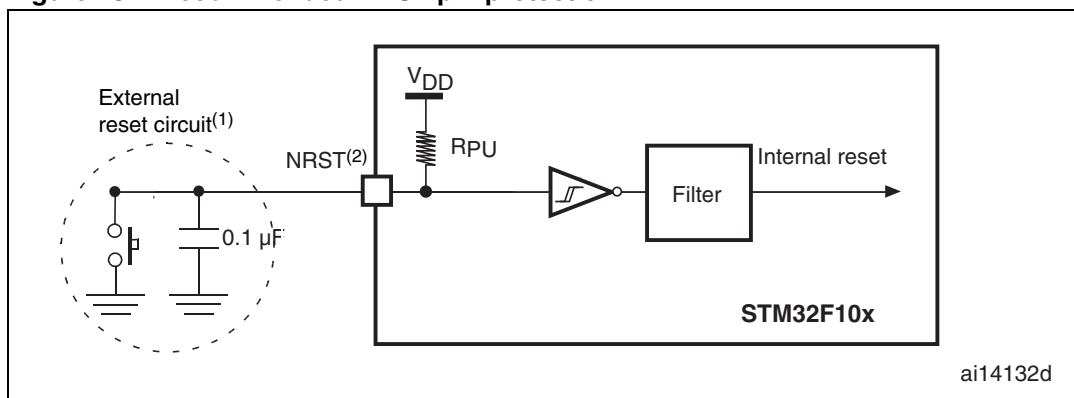 External
reset circuit(1)
VDD
RPU
NRST(2)
Internal reset
Filter
0.1 µF
STM32F10x
ai14132d